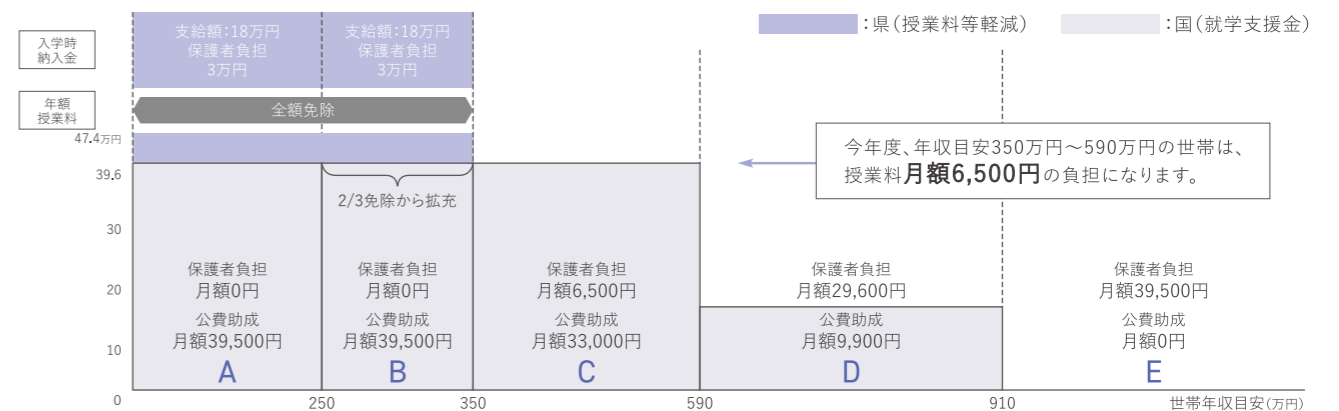 :県(授業料等軽減)
:国(就学支援金)
入学時
納入金
支給額:18万円
保護者負担
3万円
支給額:18万円
保護者負担
3万円
年額
授業料
全額免除
47.4万円
39.6
30
20
10
0
2/3免除から拡充
今年度、年収目安350万円～590万円の世帯は、
授業料月額6,500円の負担になります。
保護者負担
月額0円
公費助成
月額39,500円
A
保護者負担
月額0円
公費助成
月額39,500円
B
保護者負担
月額6,500円
公費助成
月額33,000円
C
保護者負担
月額29,600円
公費助成
月額9,900円
D
保護者負担
月額39,500円
公費助成
月額0円
E
250
350
590
910
世帯年収目安(万円)